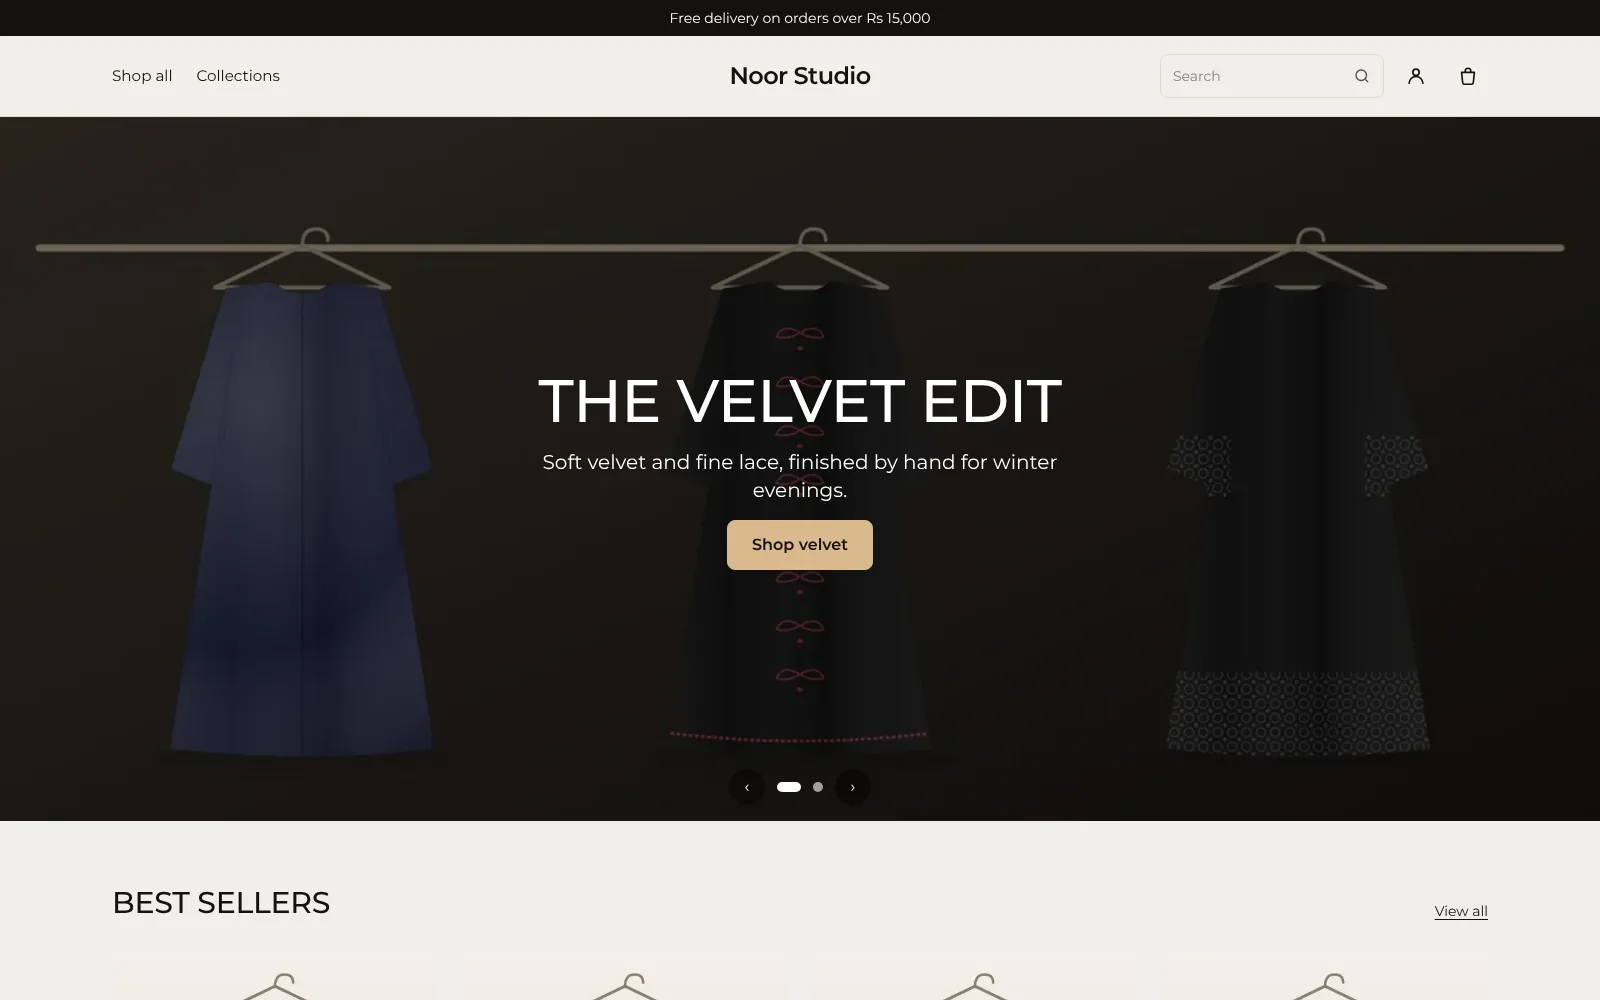 Free delivery on orders over Rs 15,000
Shop all
Collections
Noor Studio
Search
THE VELVET EDIT
Soft velvet and fine lace, finished by hand for winter
evenings.
Shop velvet
BEST SELLERS
View all